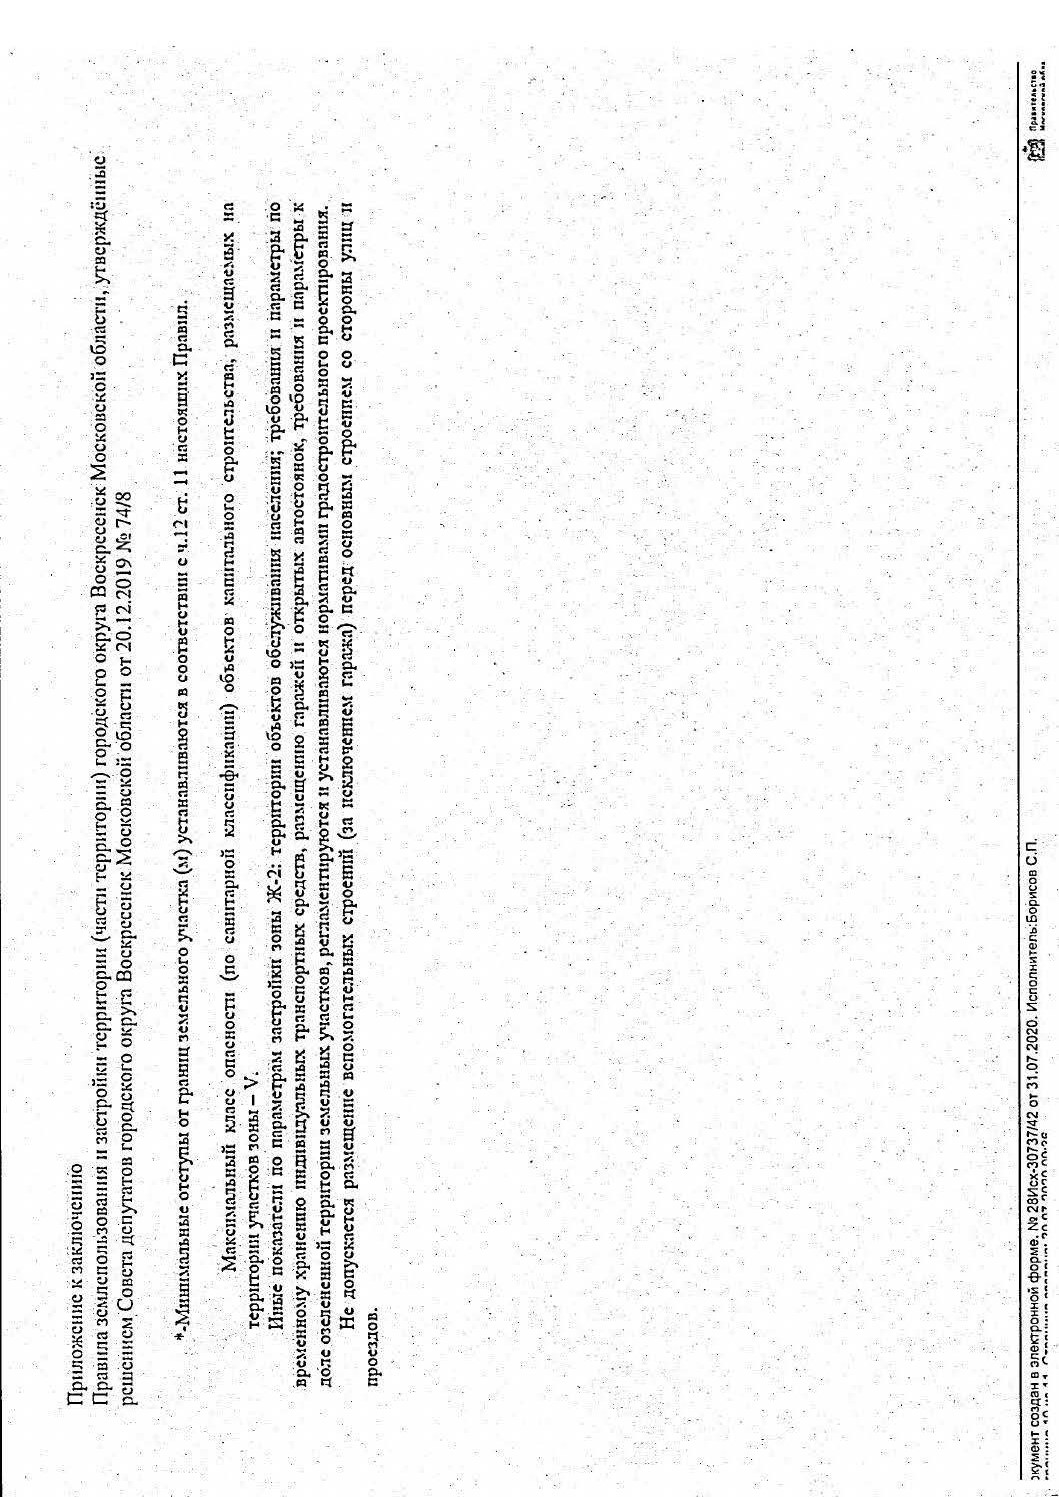 Приложение к заключению
Правила землепользования и застройки территории (части территории) городского округа Воскресенск Московской области, утверждённые
решением Совета депутатов городского округа Воскресенск Московской области от 20.12.2019 № 74/8
*-Минимальные отступы от границ земельного участка (м) устанавливаются в соответствии с ч.12 ст. 11 настоящих Правил.
Максимальный класс опасности (по санитарной классификации) объектов капитального строительства, размещаемых на
территории участков зоны – V.
Иные показатели по параметрам застройки зоны Ж-2: территории объектов обслуживания населения; требования и параметры по
временному хранению индивидуальных транспортных средств, размещению гаражей и открытых автостоянок, требования и параметры к
доле озелененной территории земельных участков, регламентируются и устанавливаются нормативами градостроительного проектирования.
Не допускается размещение вспомогательных строений (за исключением гаража) перед основным строением со стороны улиц и
проездов.
окумент создан в электронной форме. № 28Исх-30737/42 от 31.07.2020. Исполнитель:Борисов С.П.
Правительство